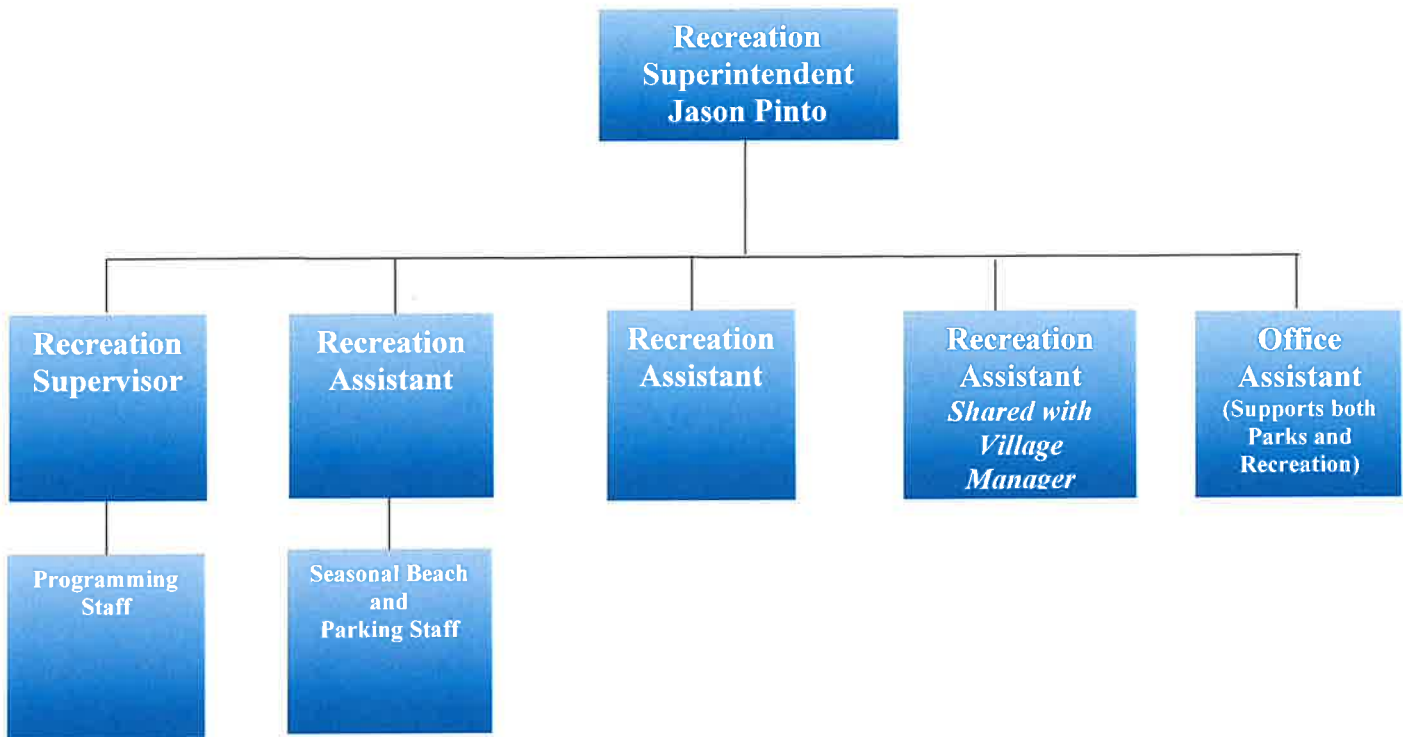 Recreation
Superintendent
Jason Pinto
Recreation
Supervisor
Recreation
Assistant
Recreation
Assistant
Recreation
Assistant
Shared with
Village
Manager
Office
Assistant
(Supports both
Parks and
Recreation)
Programming
Staff
Seasonal Beach
and
Parking Staff